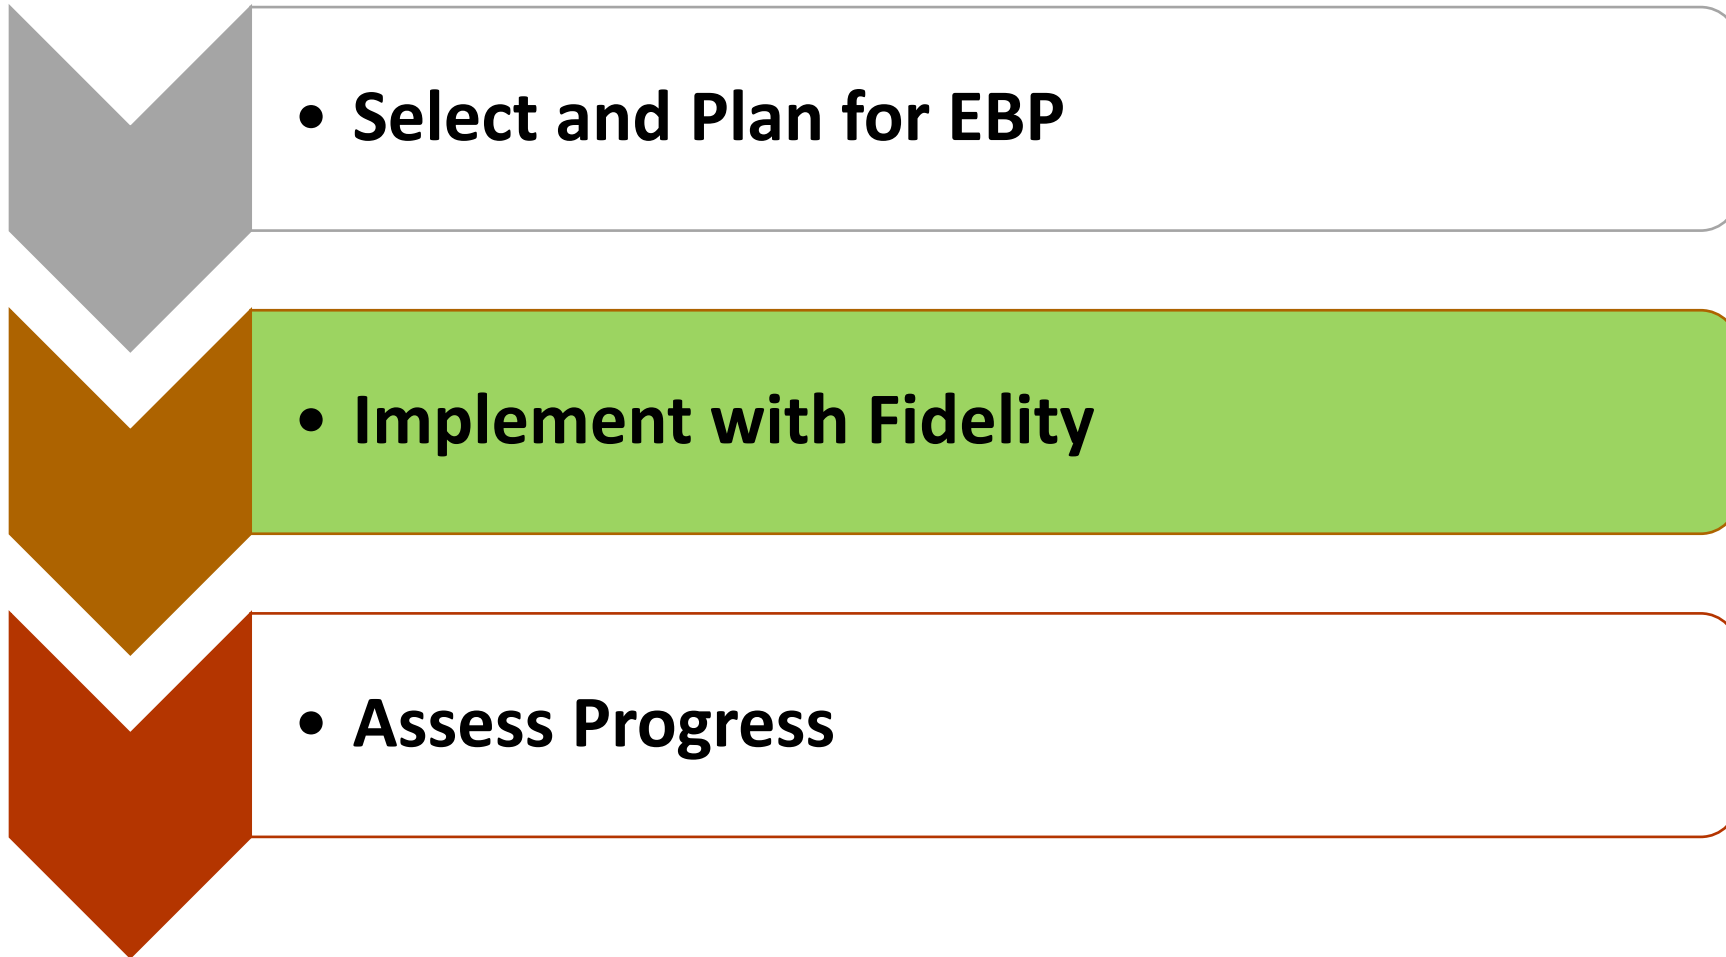 • Select and Plan for EBP
• Implement with Fidelity
• Assess Progress